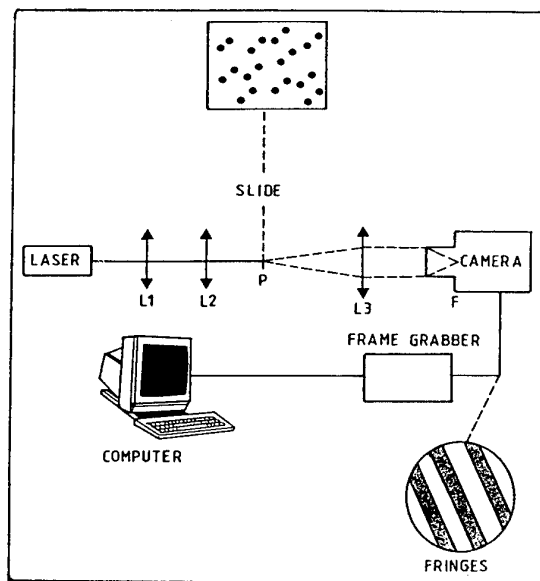 SLIDE
LASER
CAMERA
L1
L2
P
L3
F
FRAME GRABBER
COMPUTER
FRINGES